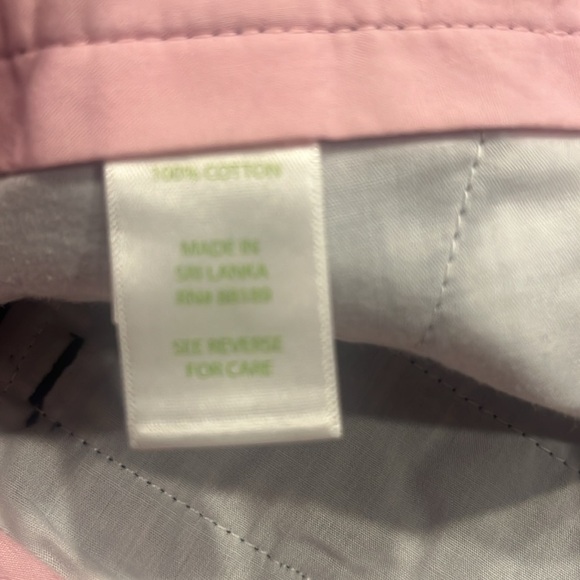 100% COTTON
MADE IN
SRI LANKA
SEE REVERSE
FOR CARE